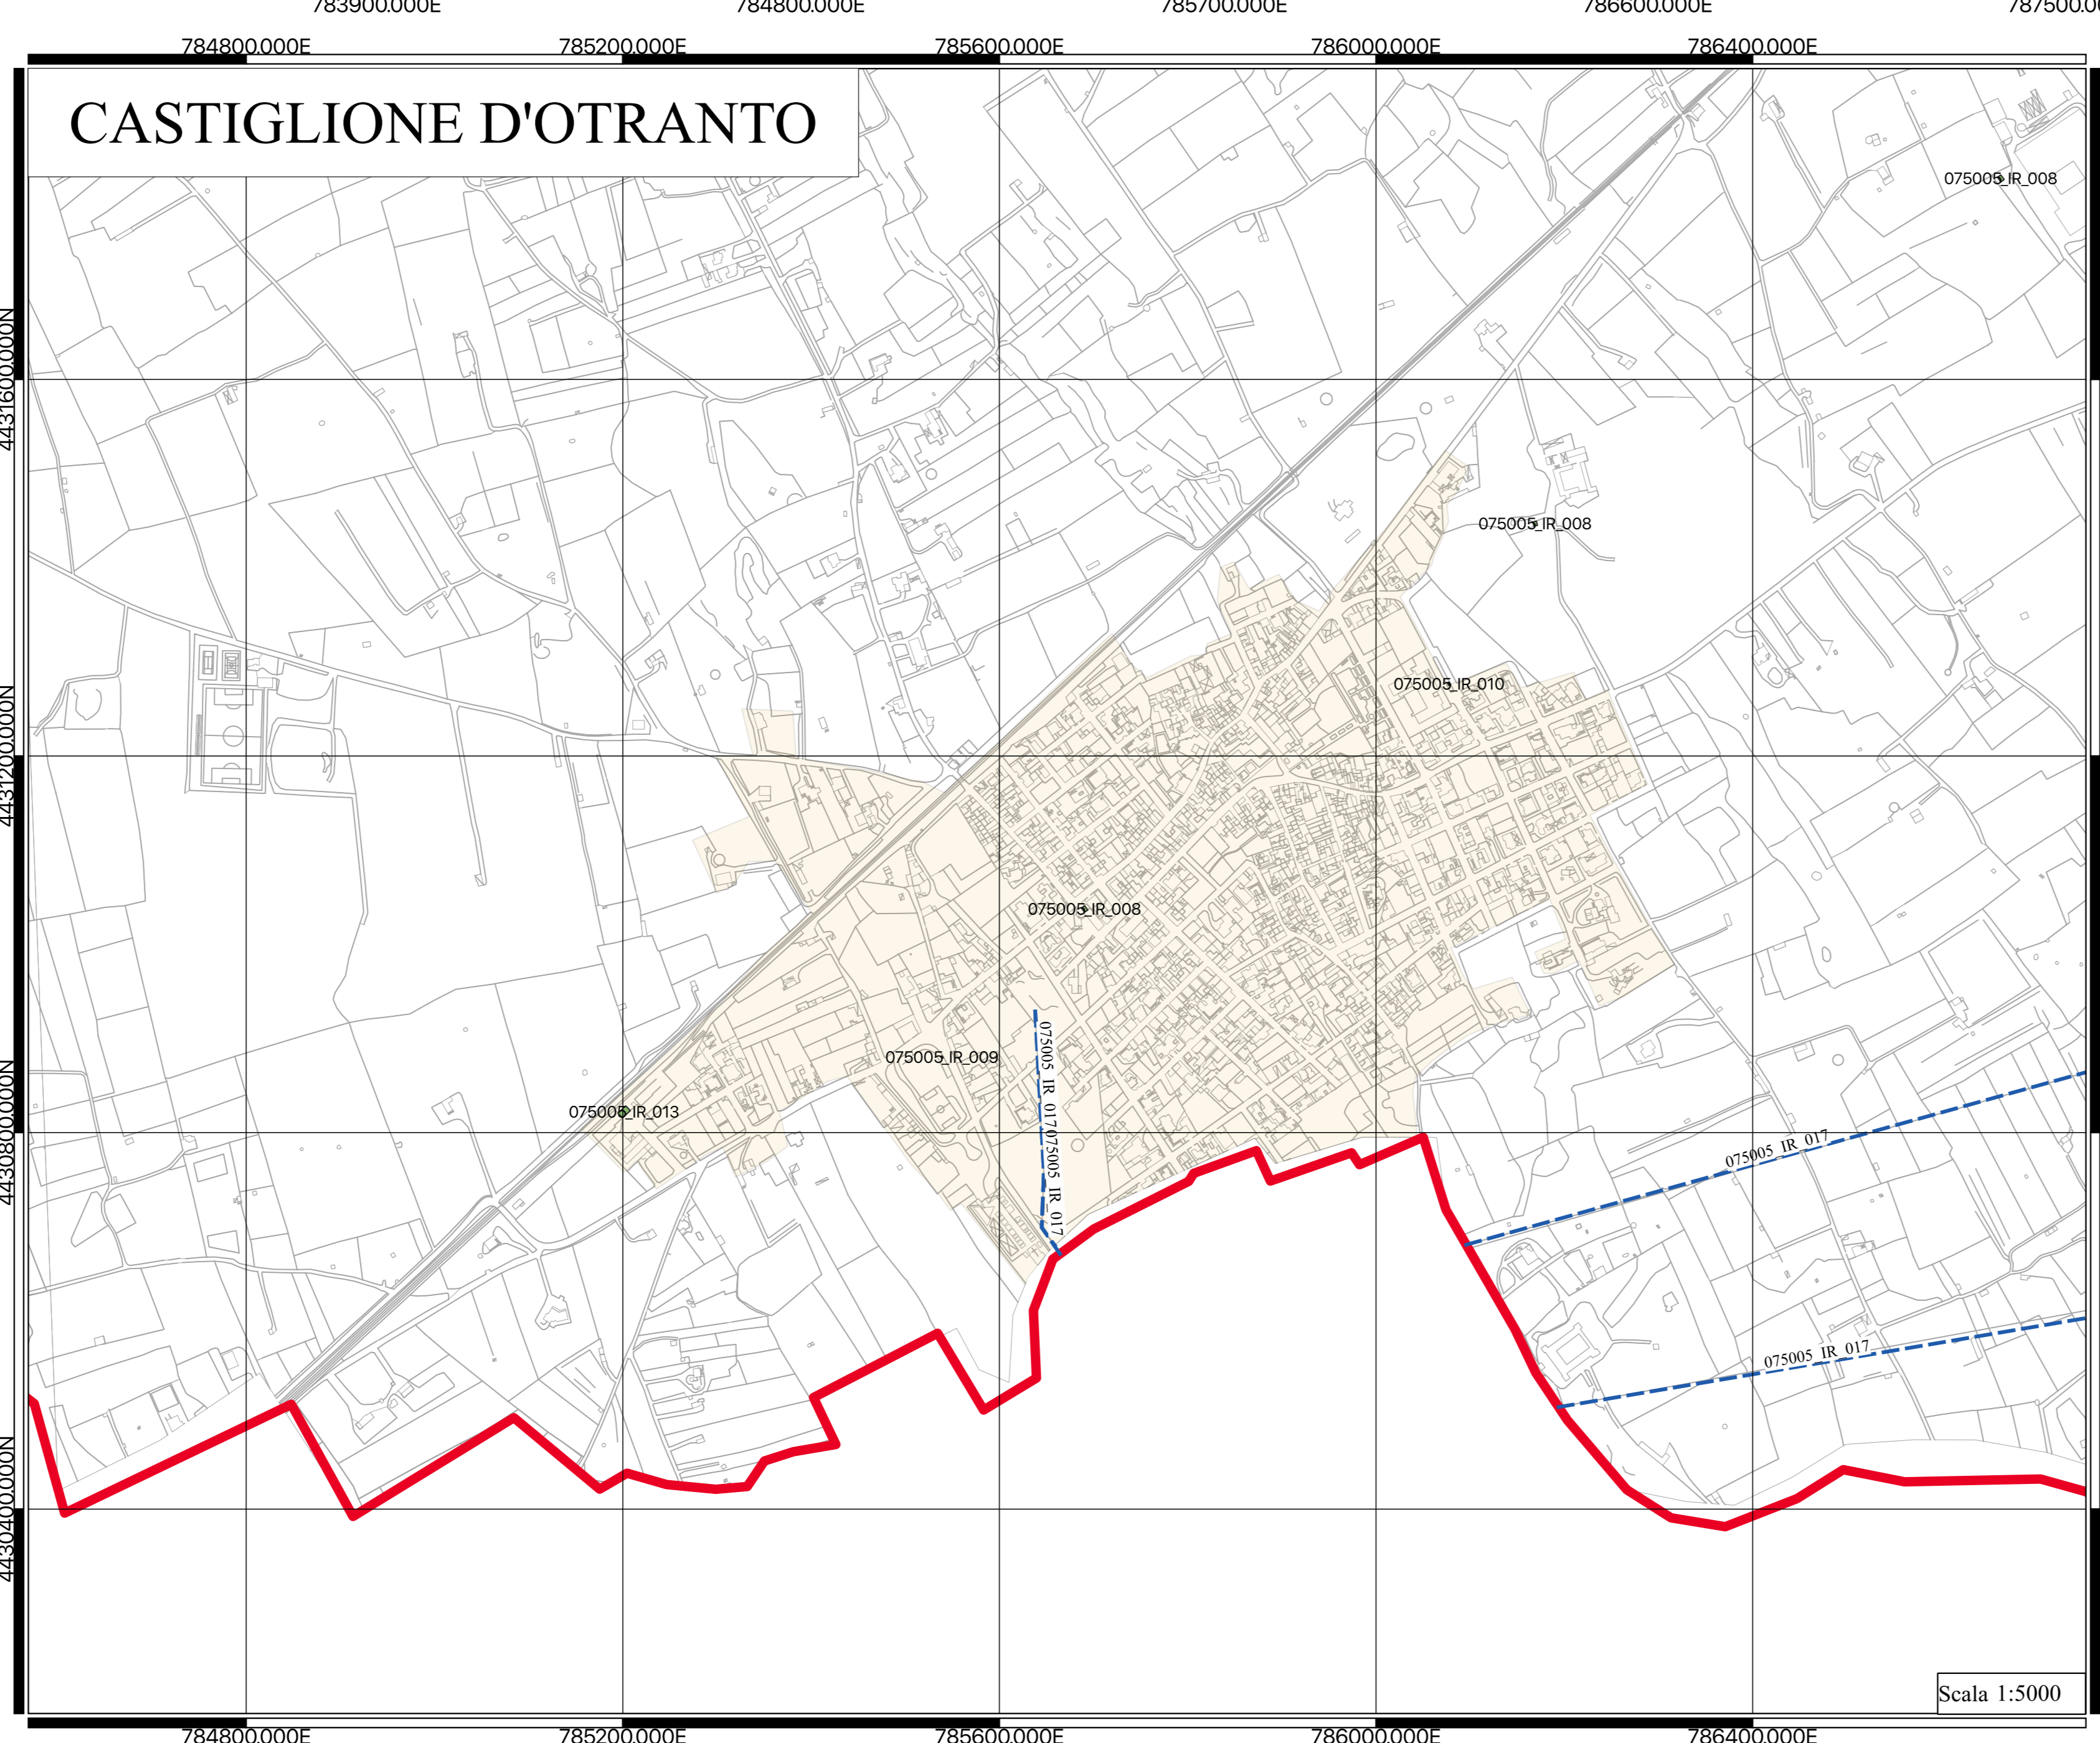 783900.000E 784800.000E 785700.000E 786600.000E
784800.000E 785200.000E 785600.000E 786000.000E 786400.000E
CASTIGLIONE D'OTRANTO
075005_IR_008
4431600.000N
075005_IR_008
075005_IR_010
4431200.000N
075005_IR_008
075005_IR_017
075005_IR_009
075005_IR_013
4430800.000N
075005_IR_017
075005_IR_017
075005_IR_017
4430400.000N
Scala 1:5000
784800.000E 785200.000E 785600.000E 786000.000E 786400.000E